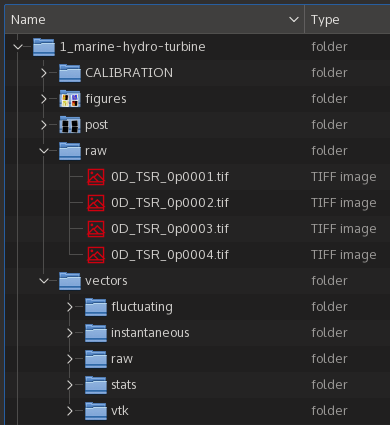 Name Type
1_marine-hydro-turbine folder
CALIBRATION folder
figures folder
post folder
raw folder
0D_TSR_0p0001.tif TIFF image
0D_TSR_0p0002.tif TIFF image
0D_TSR_0p0003.tif TIFF image
0D_TSR_0p0004.tif TIFF image
vectors folder
fluctuating folder
instantaneous folder
raw folder
stats folder
vtk folder